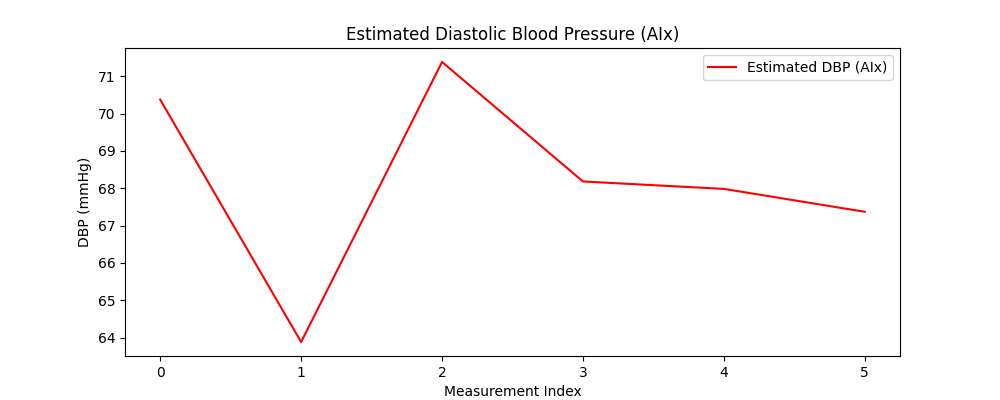 Estimated Diastolic Blood Pressure (AIx)
Estimated DBP (AIx)
71
70
69
68
67
66
65
64
DBP (mmHg)
0 1 2 3 4 5
Measurement Index